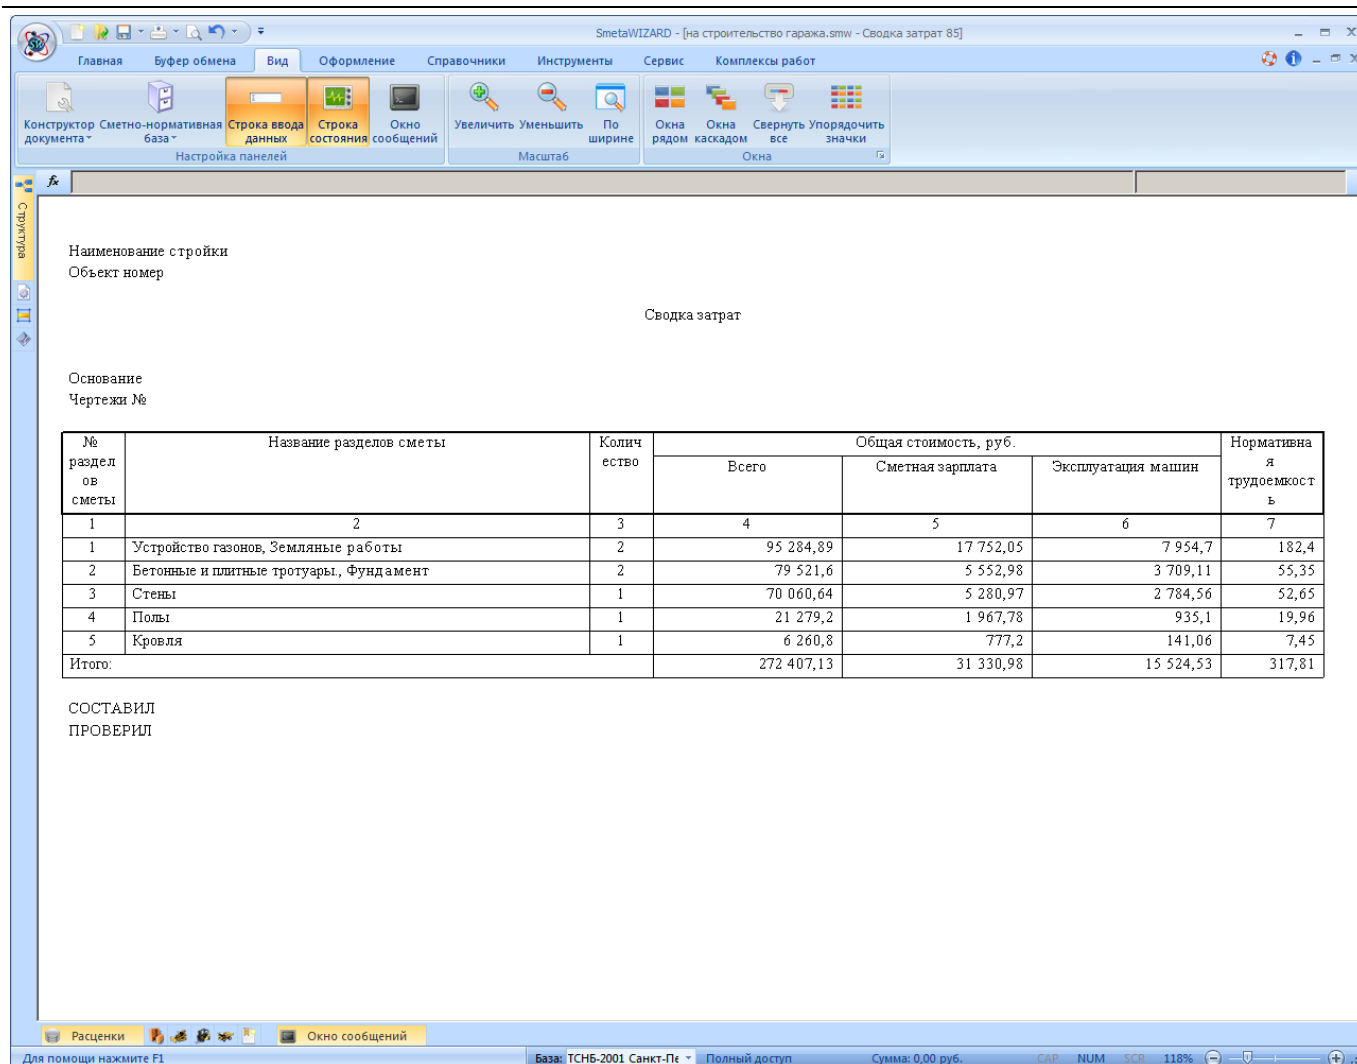 SmetaWIZARD - [на строительство гаража.smw - Сводка затрат 85]
Главная Буфер обмена Вид Оформление Справочники Инструменты Сервис Комплексы работ
Конструктор документа Сметно-нормативная база Строка ввода данных Строка состояния Окно сообщений Увеличить Уменьшить По ширине Окна рядом Окна каскадом Свернуть все Упорядочить значки
Настройка панелей Масштаб Окна
fx
Структура
Наименование стройки
Объект номер
Сводка затрат
Основание
Чертежи №
№ разделов сметы Название разделов сметы Количество Общая стоимость, руб. Нормативная трудоемкость
Всего Сметная зарплата Эксплуатация машин
1 2 3 4 5 6 7
1 Устройство газонов, Земляные работы 2 95 284,89 17 752,05 7 954,7 182,4
2 Бетонные и плитные тротуары., Фундамент 2 79 521,6 5 552,98 3 709,11 55,35
3 Стены 1 70 060,64 5 280,97 2 784,56 52,65
4 Полы 1 21 279,2 1 967,78 935,1 19,96
5 Кровля 1 6 260,8 777,2 141,06 7,45
Итого: 272 407,13 31 330,98 15 524,53 317,81
СОСТАВИЛ
ПРОВЕРИЛ
Расценки Окно сообщений
Для помощи нажмите F1 База: ТСНБ-2001 Санкт-Пе Полный доступ Сумма: 0,00 руб. CAP NUM SCR 118%